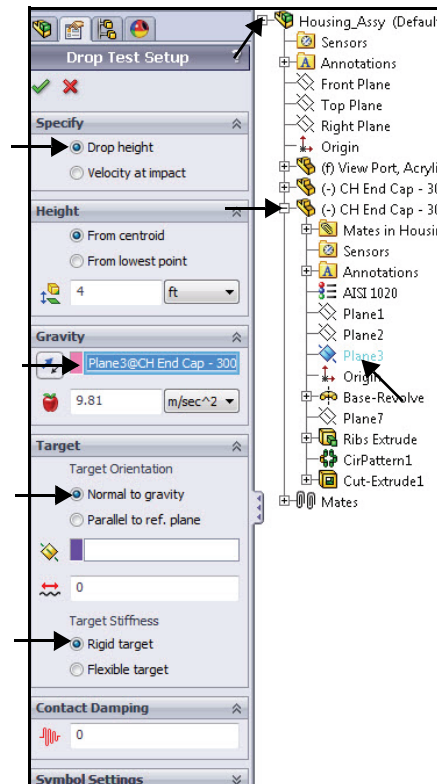 Drop Test Setup
?
Specify
Drop height
Velocity at impact
Height
From centroid
From lowest point
4
ft
Gravity
Plane3@CH End Cap - 300
9.81
m/sec^2
Target
Target Orientation
Normal to gravity
Parallel to ref. plane
0
Target Stiffness
Rigid target
Flexible target
Contact Damping
0
Symbol Settings
Housing_Assy (Default
Sensors
Annotations
Front Plane
Top Plane
Right Plane
Origin
(f) View Port, Acryli
(-) CH End Cap - 30
(-) CH End Cap - 30
Mates in Housin
Sensors
Annotations
AISI 1020
Plane1
Plane2
Plane3
Origin
Base-Revolve
Plane7
Ribs Extrude
CirPattern1
Cut-Extrude1
Mates